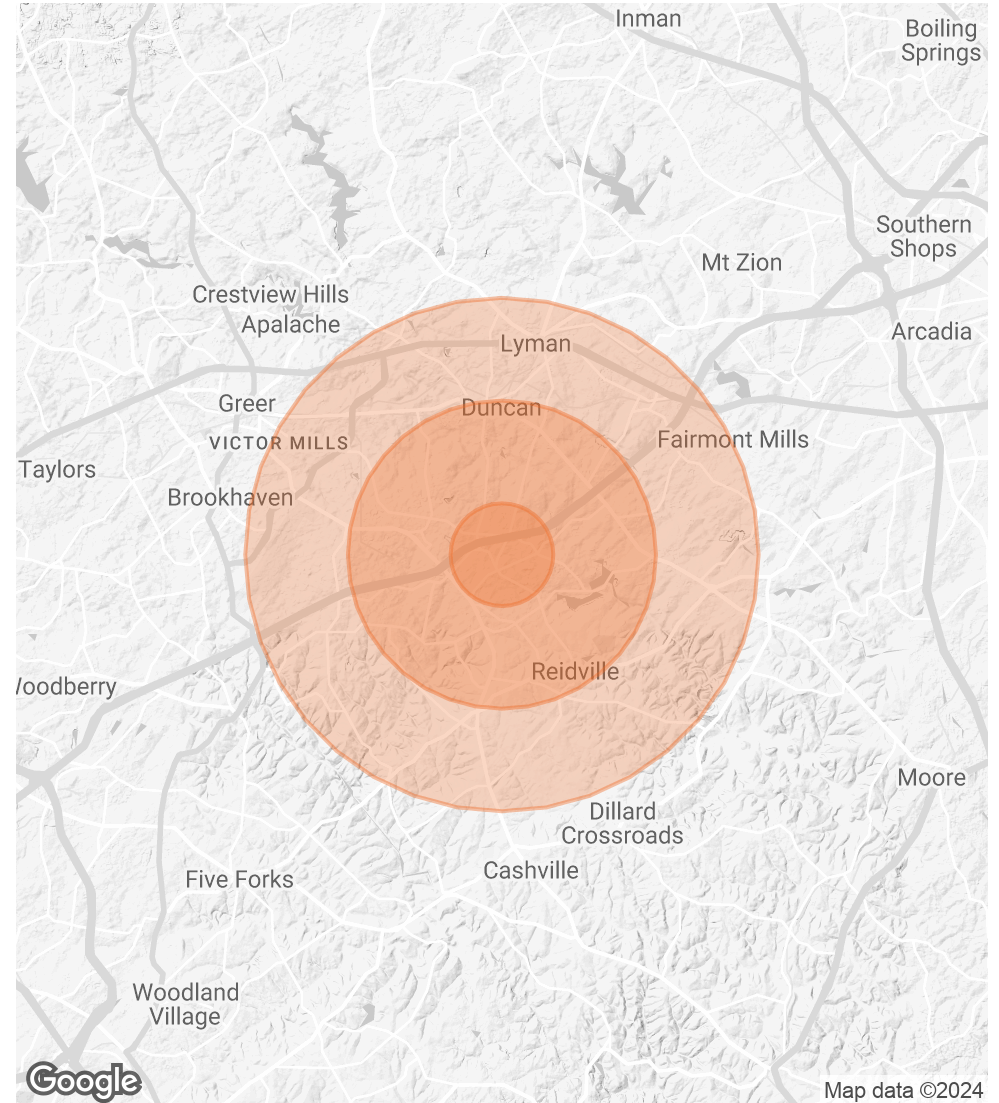 Inman
Boiling
Springs
Southern
Shops
Mt Zion
Crestview Hills
Apalache
Arcadia
Lyman
Greer
Duncan
VICTOR MILLS
Fairmont Mills
Taylors
Brookhaven
Reidville
Woodberry
Moore
Dillard
Crossroads
Cashville
Five Forks
Woodland
Village
Google
Map data ©2024